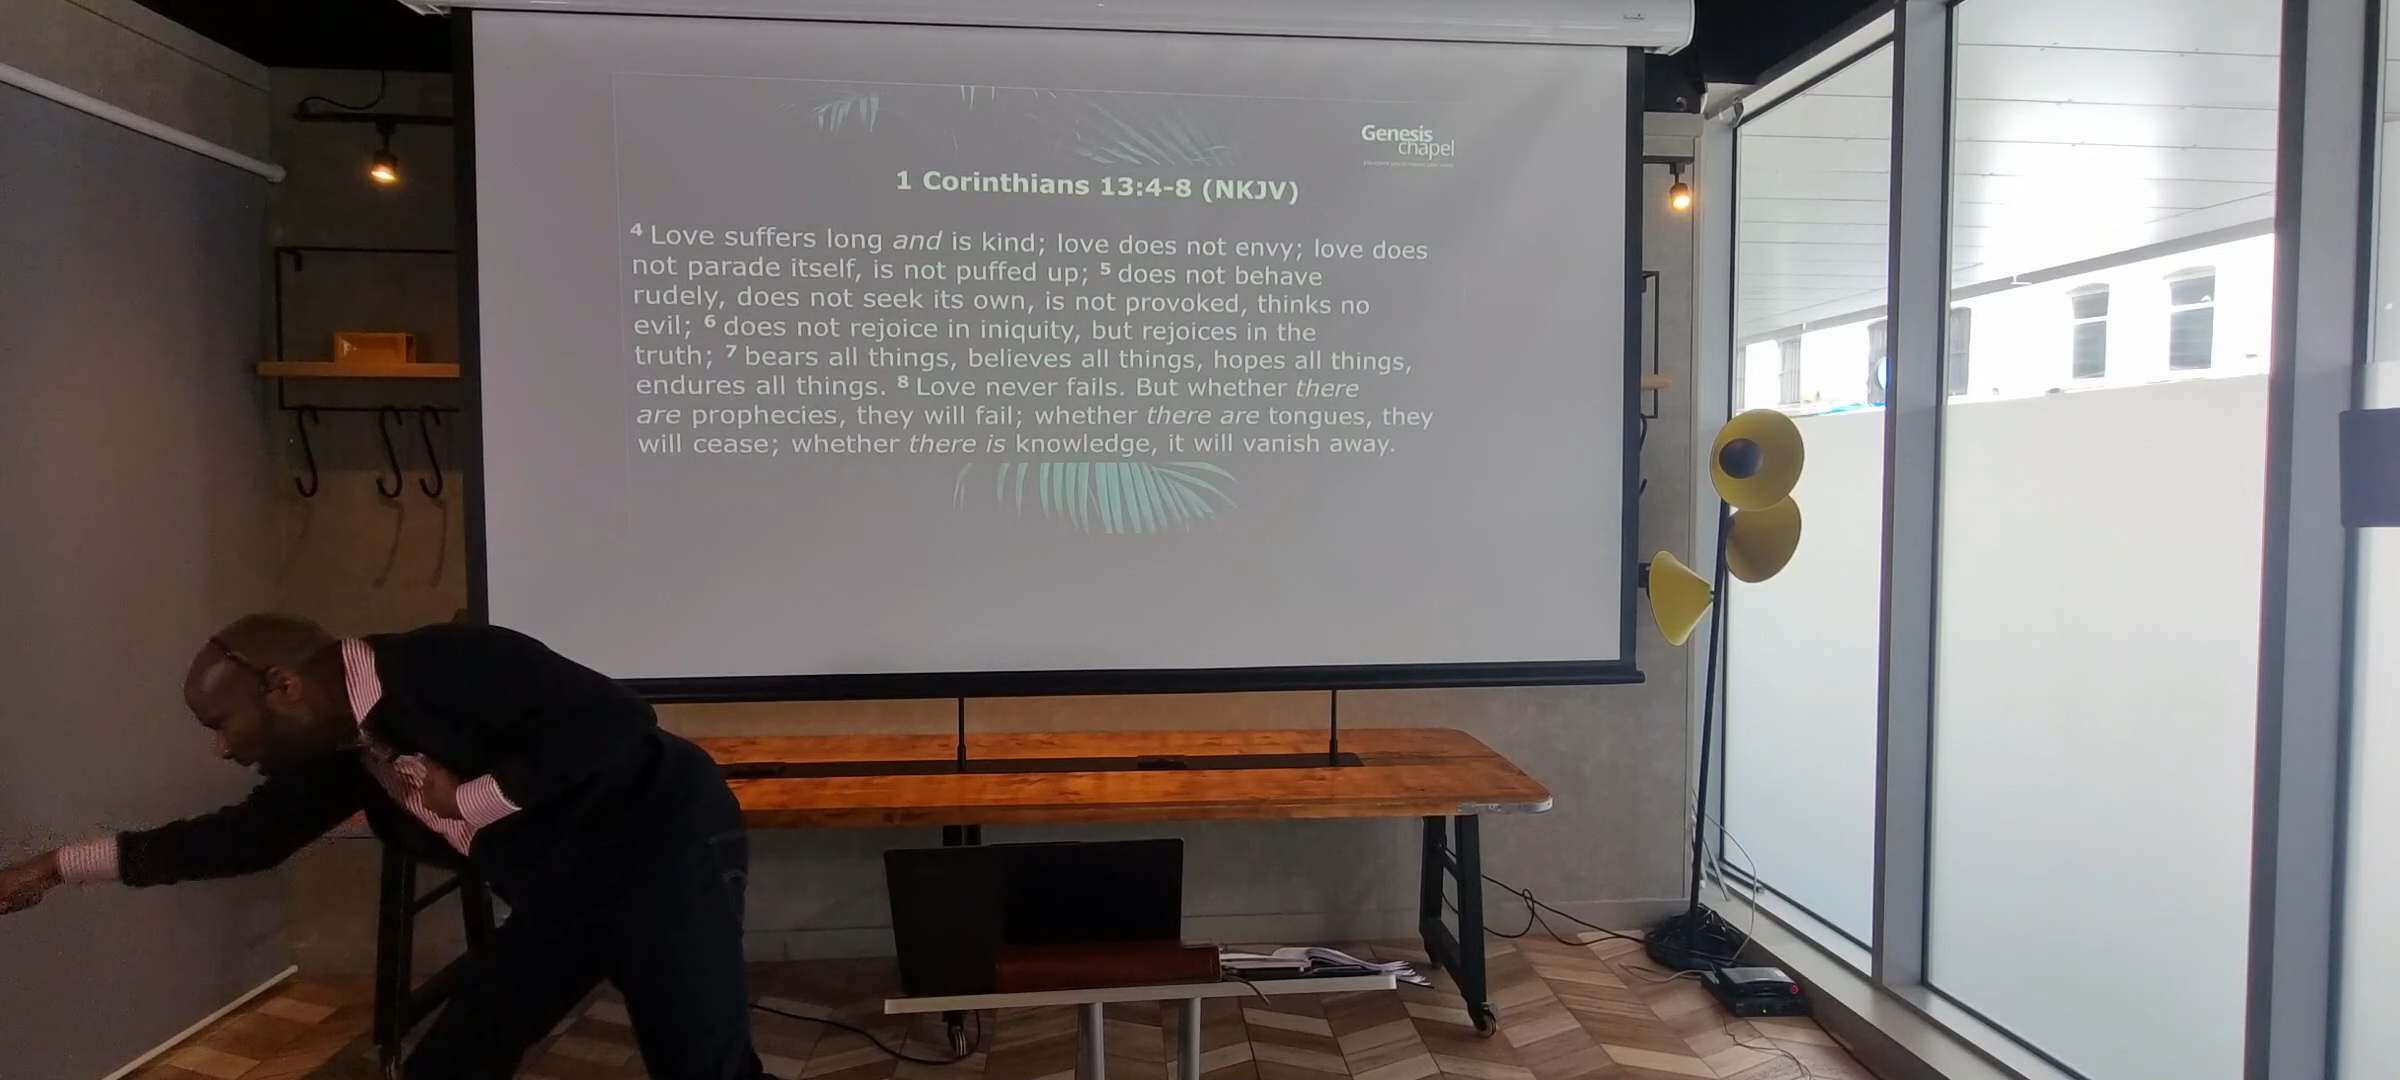 Genesis
chapel
1 Corinthians 13:4-8 (NKJV)
4 Love suffers long and is kind; love does not envy; love does
not parade itself, is not puffed up; 5 does not behave
rudely, does not seek its own, is not provoked, thinks no
evil; 6 does not rejoice in iniquity, but rejoices in the
truth; 7 bears all things, believes all things, hopes all things,
endures all things. 8 Love never fails. But whether there
are prophecies, they will fail; whether there are tongues, they
will cease; whether there is knowledge, it will vanish away.